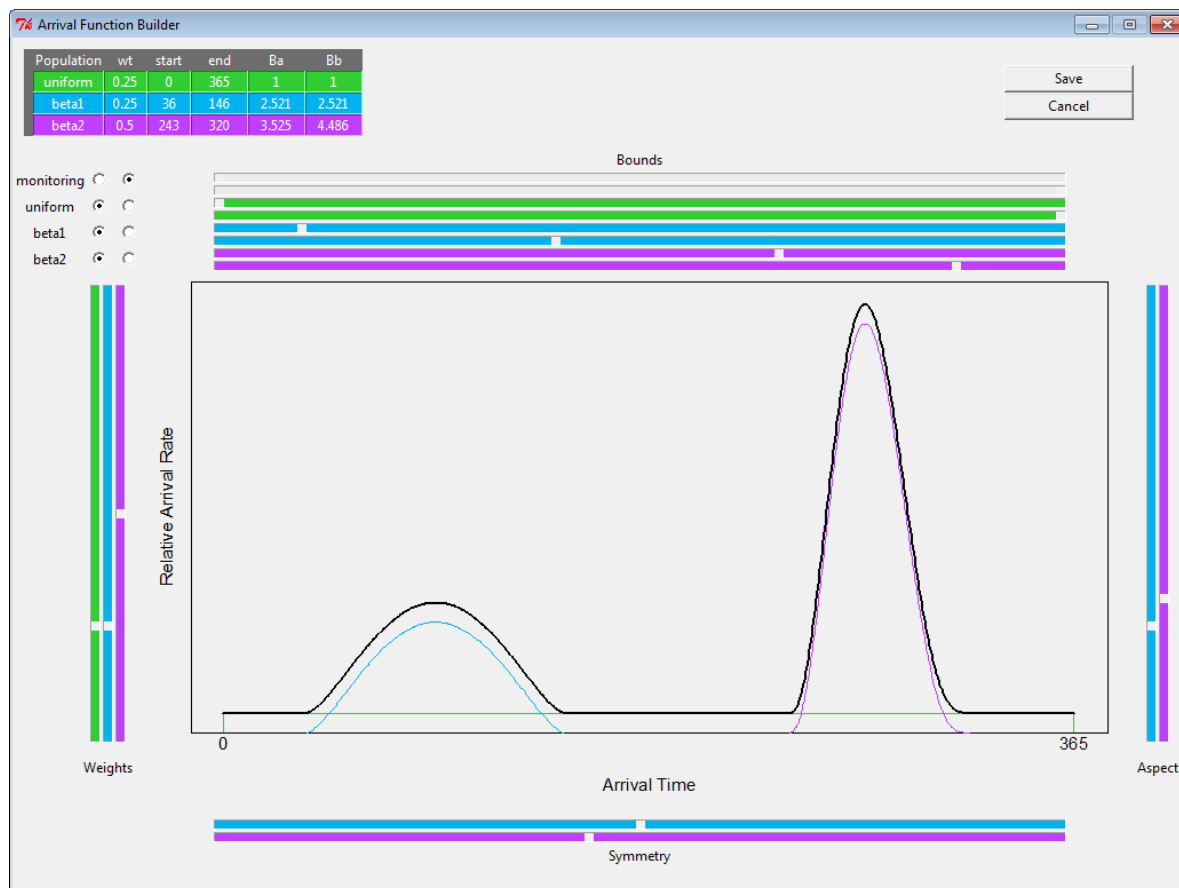 Arrival Function Builder
Population wt start end Ba Bb
uniform 0.25 0 365 1 1
beta1 0.25 36 146 2.521 2.521
beta2 0.5 243 320 3.525 4.486
Save
Cancel
Bounds
monitoring
uniform
beta1
beta2
Relative Arrival Rate
0 365
Weights
Aspect
Arrival Time
Symmetry